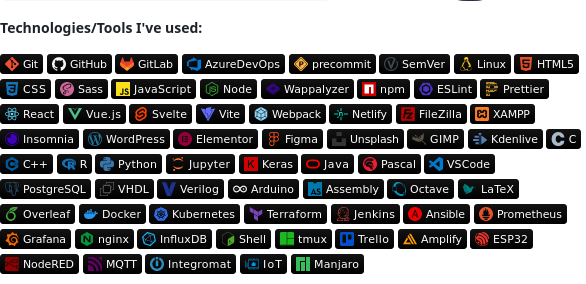 Technologies/Tools I've used:
Git GitHub GitLab AzureDevOps precommit SemVer Linux HTML5
CSS Sass JavaScript Node Wappalyzer npm ESLint Prettier
React Vue.js Svelte Vite Webpack Netlify FileZilla XAMPP
Insomnia WordPress Elementor Figma Unsplash GIMP Kdenlive C
C++ R Python Jupyter Keras Java Pascal VSCode
PostgreSQL VHDL Verilog Arduino Assembly Octave LaTeX
Overleaf Docker Kubernetes Terraform Jenkins Ansible Prometheus
Grafana nginx InfluxDB Shell tmux Trello Amplify ESP32
NodeRED MQTT Integromat IoT Manjaro